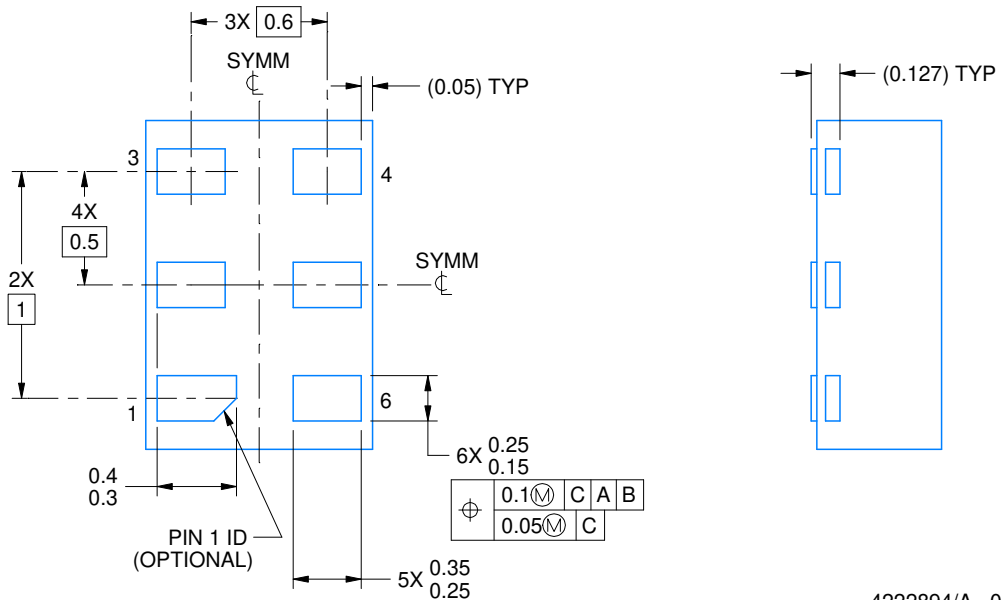 3X 0.6
SYMM
℄
(0.05) TYP
(0.127) TYP
3
4
4X
0.5
SYMM
℄
2X
1
1
6
6X 0.25
0.15
0.4
0.3
0.1Ⓜ C A B
0.05Ⓜ C
PIN 1 ID
(OPTIONAL)
5X 0.35
0.25